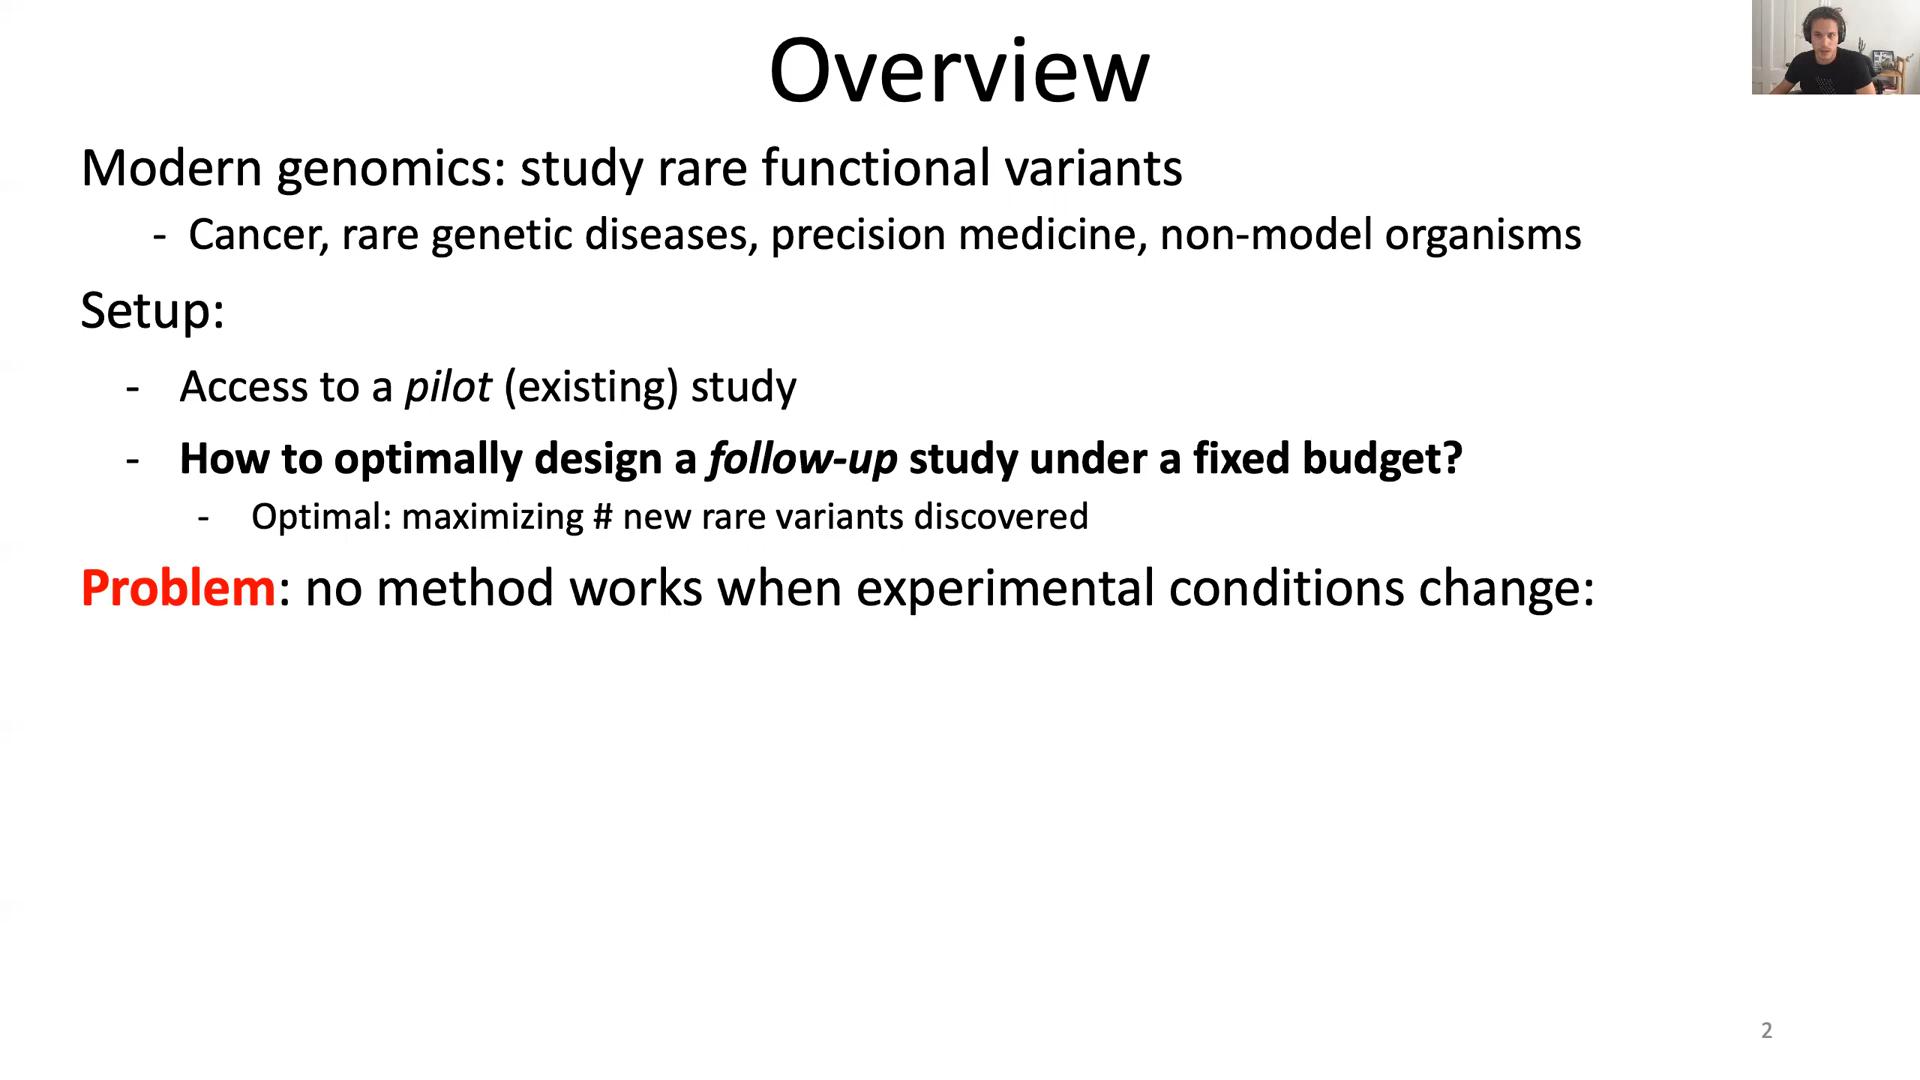 Overview
Modern genomics: study rare functional variants
- Cancer, rare genetic diseases, precision medicine, non-model organisms
Setup:
- Access to a pilot (existing) study
- How to optimally design a follow-up study under a fixed budget?
- Optimal: maximizing # new rare variants discovered
Problem: no method works when experimental conditions change:
2